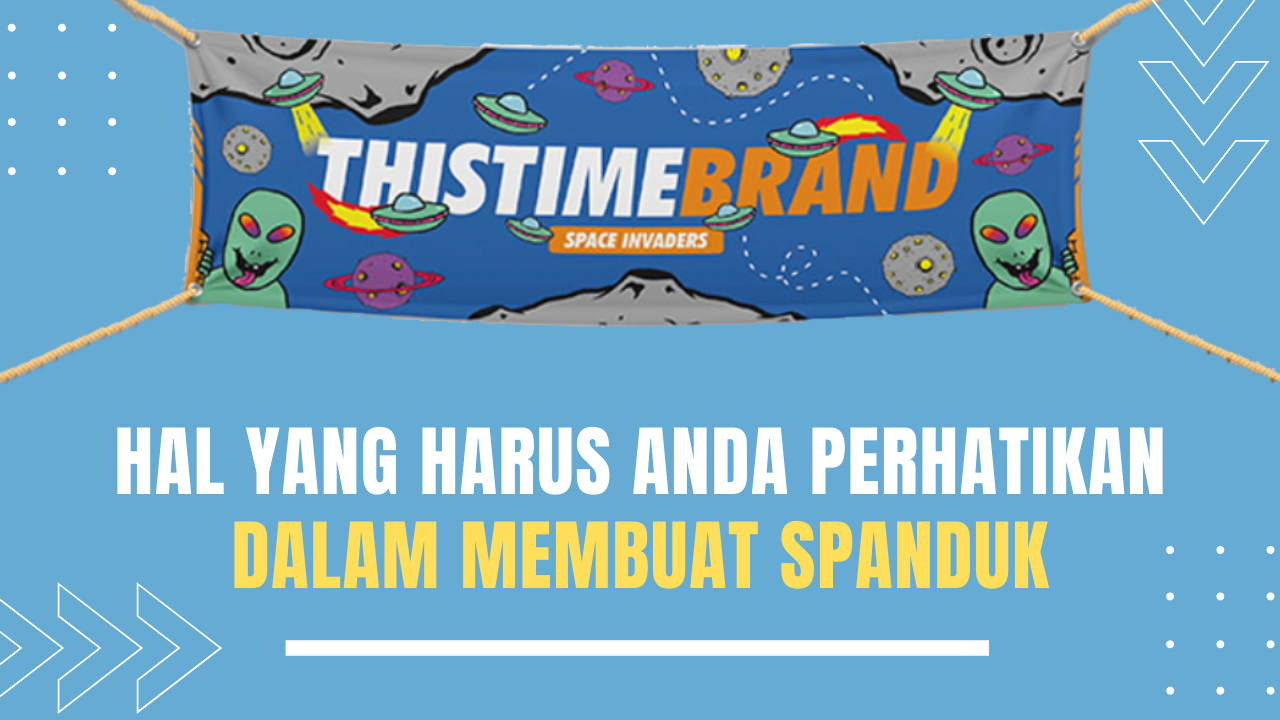 THISTIMEBRAND
SPACE INVADERS
HAL YANG HARUS ANDA PERHATIKAN
DALAM MEMBUAT SPANDUK